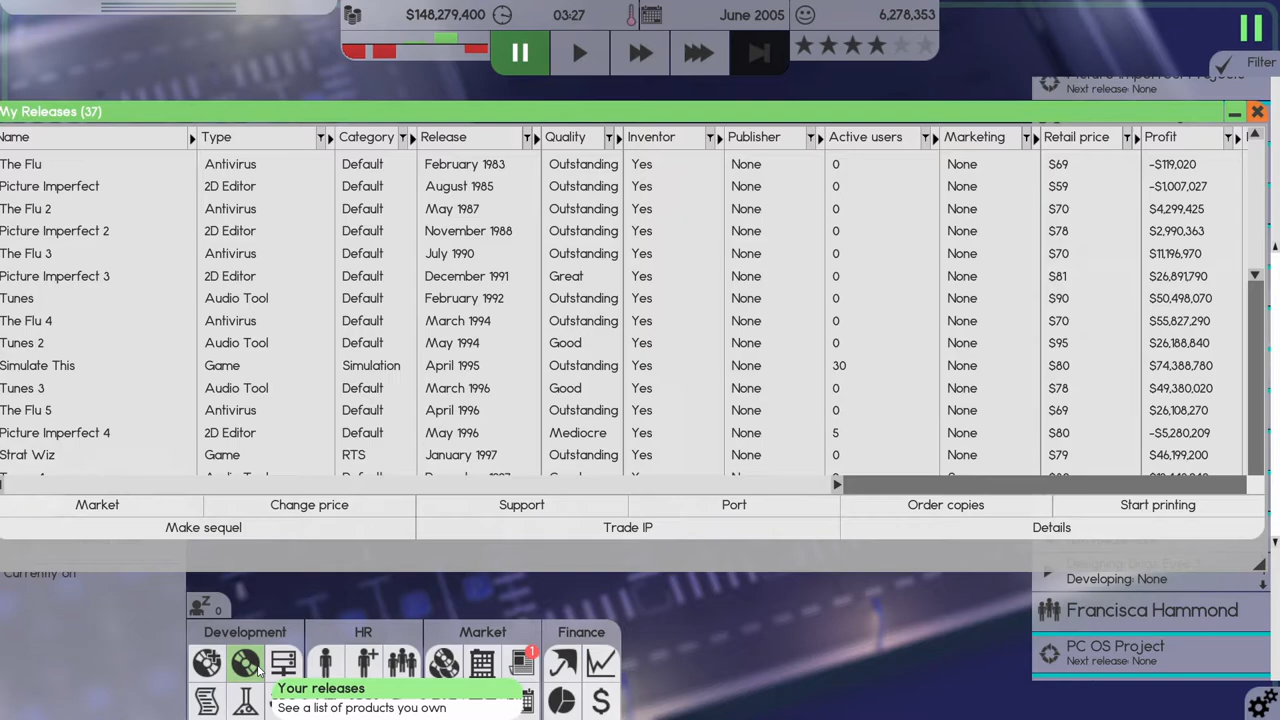 $148,279,400 03:27 June 2005 6,278,353
Filter
Next release: None
My Releases (37)
Name Type Category Release Quality Inventor Publisher Active users Marketing Retail price Profit
The Flu Antivirus Default February 1983 Outstanding Yes None 0 None $69 -$119,020
Picture Imperfect 2D Editor Default August 1985 Outstanding Yes None 0 None $59 -$1,007,027
The Flu 2 Antivirus Default May 1987 Outstanding Yes None 0 None $70 $4,299,425
Picture Imperfect 2 2D Editor Default November 1988 Outstanding Yes None 0 None $78 $2,990,363
The Flu 3 Antivirus Default July 1990 Outstanding Yes None 0 None $70 $11,196,970
Picture Imperfect 3 2D Editor Default December 1991 Great Yes None 0 None $81 $26,891,790
Tunes Audio Tool Default February 1992 Outstanding Yes None 0 None $90 $50,498,070
The Flu 4 Antivirus Default March 1994 Outstanding Yes None 0 None $70 $55,827,290
Tunes 2 Audio Tool Default May 1994 Good Yes None 0 None $95 $26,188,840
Simulate This Game Simulation April 1995 Outstanding Yes None 30 None $80 $74,388,780
Tunes 3 Audio Tool Default March 1996 Good Yes None 0 None $78 $49,380,020
The Flu 5 Antivirus Default April 1996 Outstanding Yes None 0 None $69 $26,108,270
Picture Imperfect 4 2D Editor Default May 1996 Mediocre Yes None 5 None $80 -$5,280,209
Strat Wiz Game RTS January 1997 Outstanding Yes None 0 None $79 $46,199,200
Market Change price Support Port Order copies Start printing
Make sequel Trade IP Details
Currently on
Developing: None
Z 0
Francisca Hammond
Development HR Market Finance
PC OS Project
Next release: None
1
Your releases
See a list of products you own